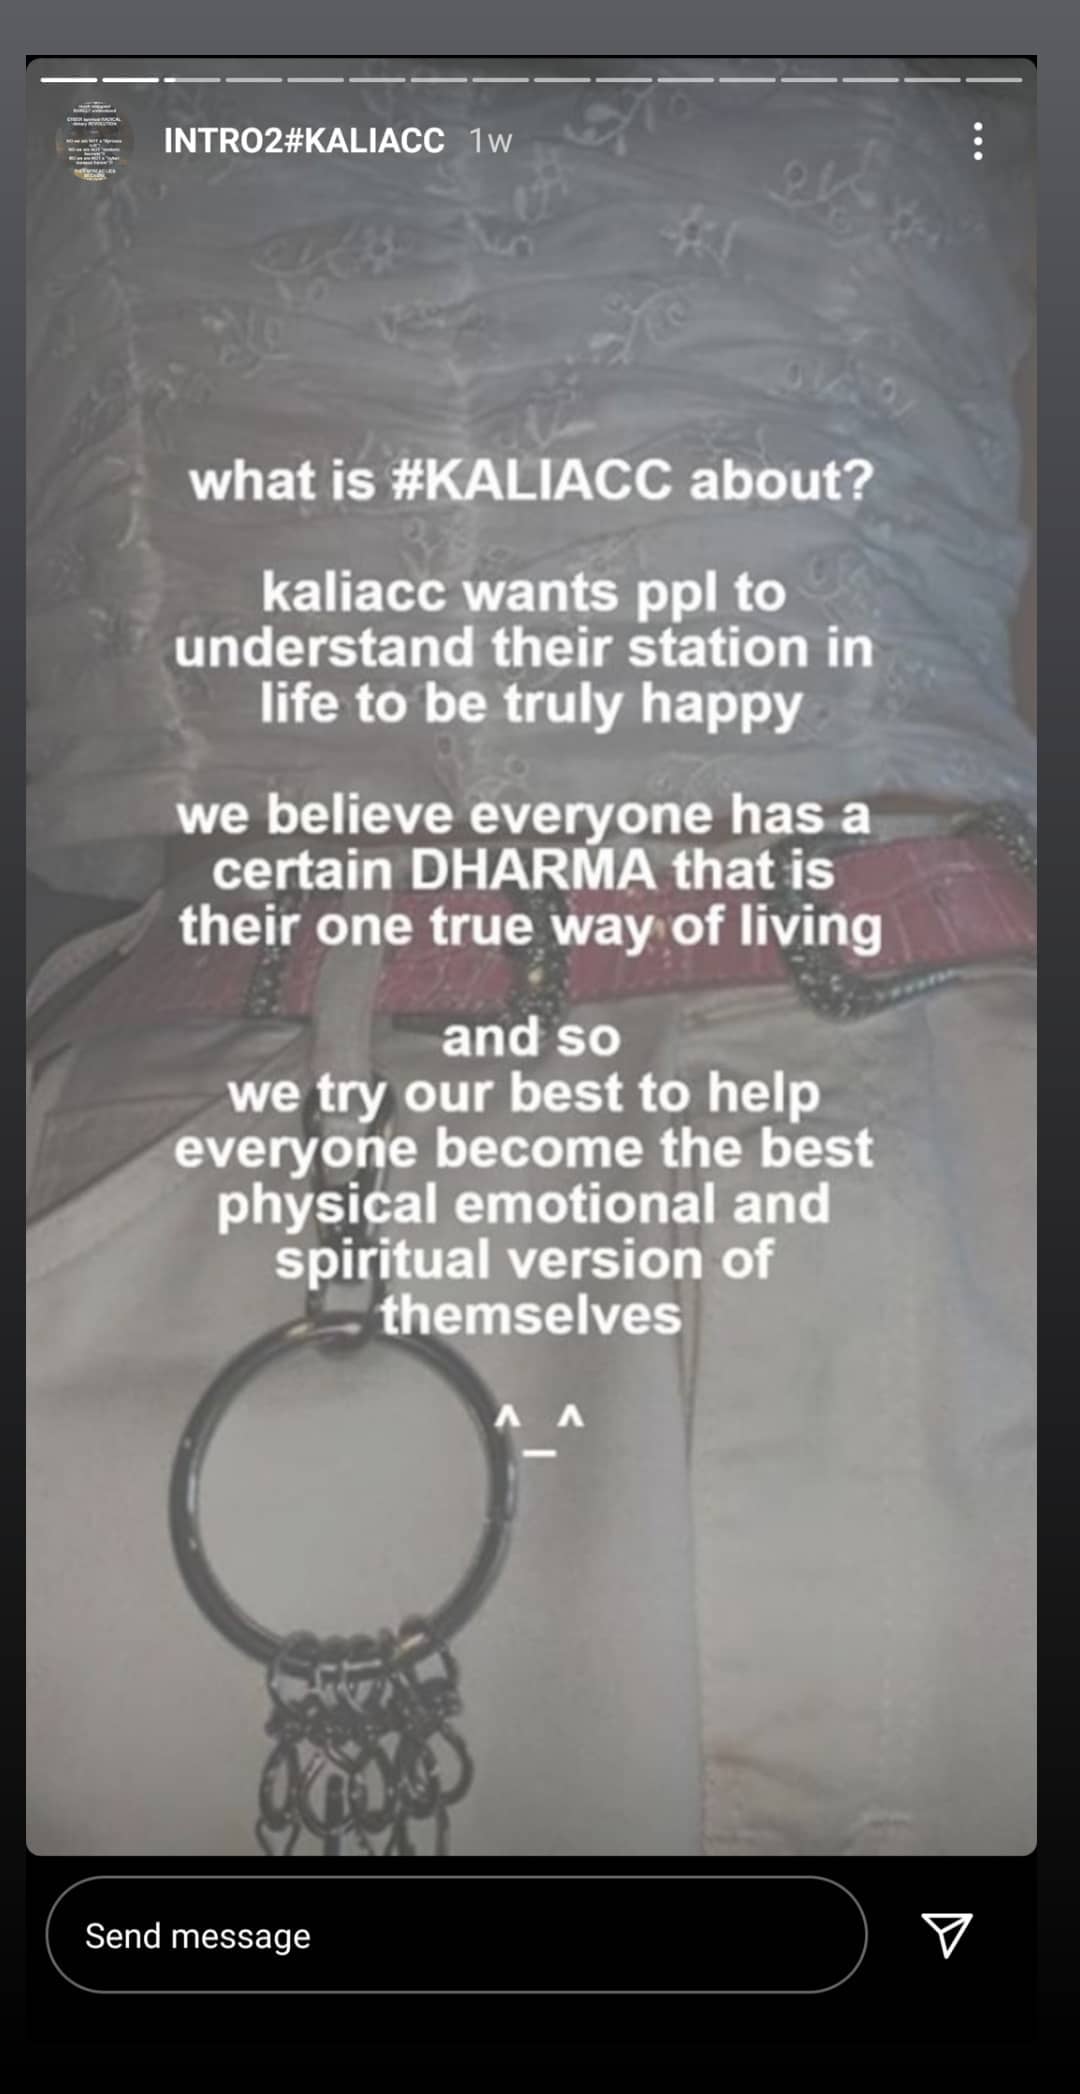 INTRO2#KALIACC 1w
what is #KALIACC about?
kaliacc wants ppl to
understand their station in
life to be truly happy
we believe everyone has a
certain DHARMA that is
their one true way of living
and so
we try our best to help
everyone become the best
physical emotional and
spiritual version of
themselves
^_^
Send message